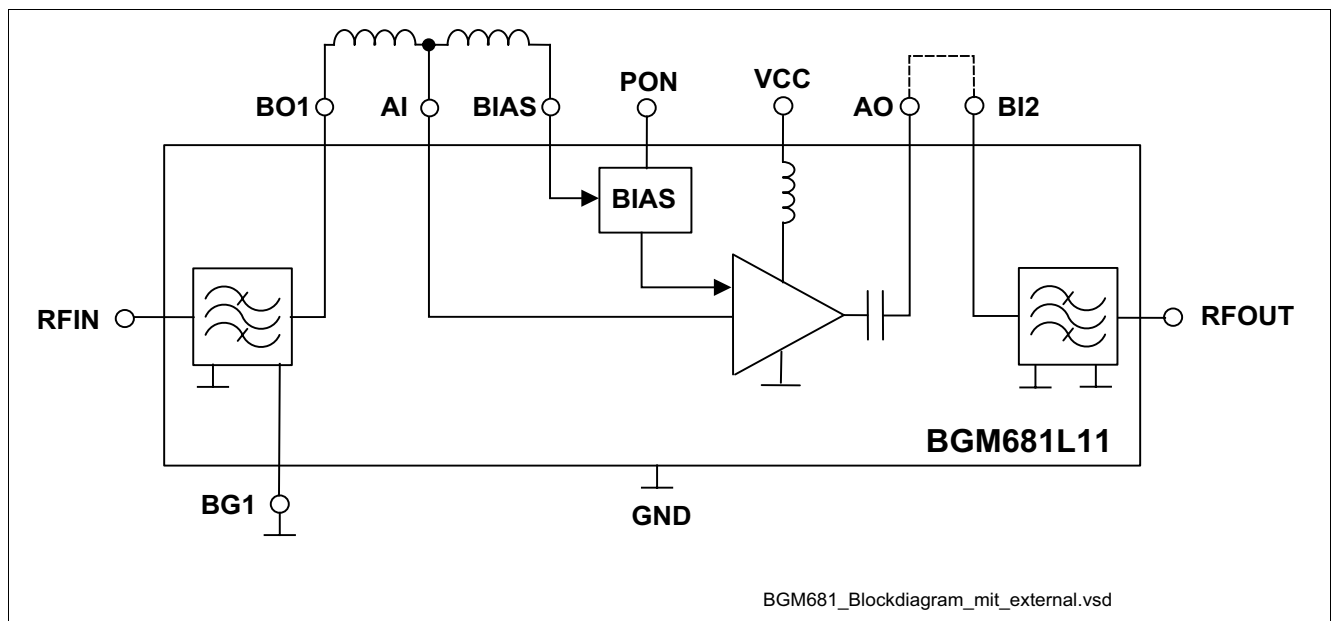 BO1
AI
BIAS
PON
VCC
AO
BI2
BIAS
RFIN
RFOUT
BGM681L11
BG1
GND
BGM681_Blockdiagram_mit_external.vsd